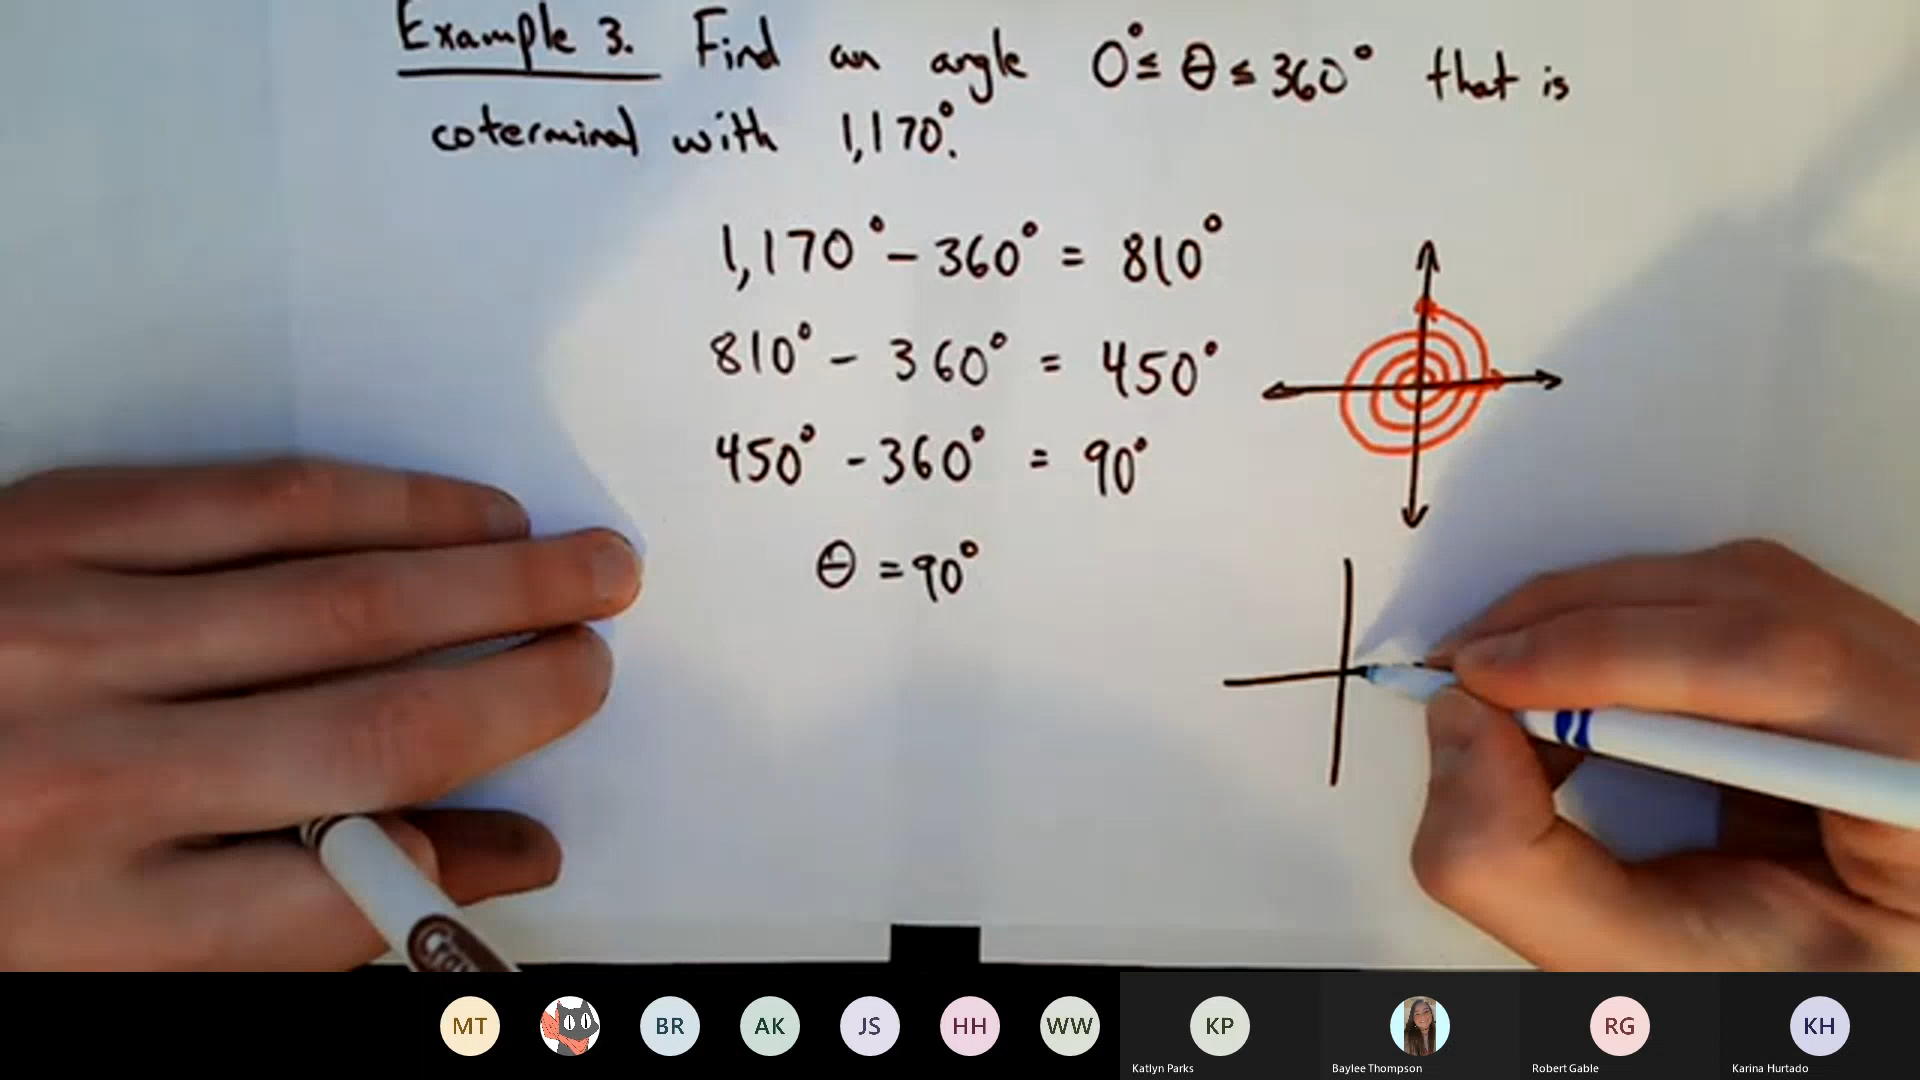 Example 3. Find an angle 0° ≤ θ ≤ 360° that is
coterminal with 1,170°.
1,170° - 360° = 810°
810° - 360° = 450°
450° - 360° = 90°
θ = 90°
MT
BR
AK
JS
HH
WW
KP
RG
KH
Katlyn Parks
Baylee Thompson
Robert Gable
Karina Hurtado